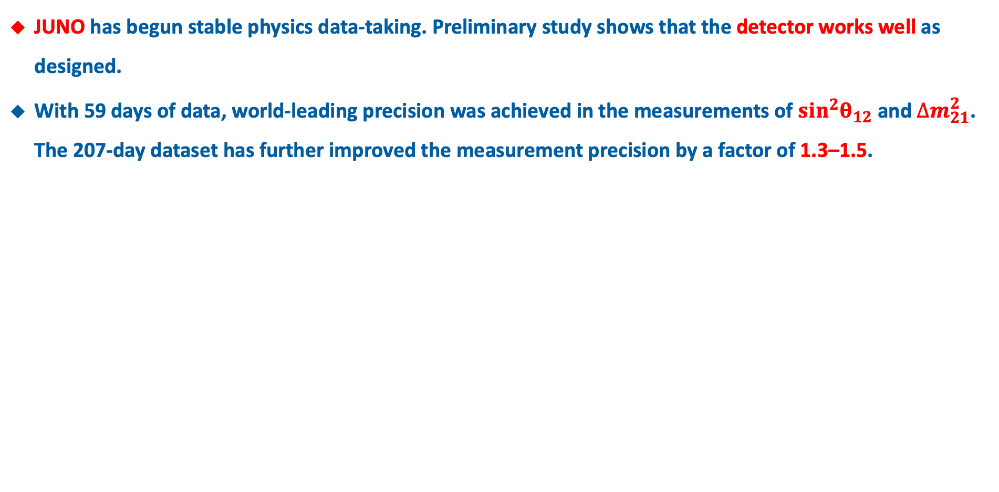 ◆ JUNO has begun stable physics data-taking. Preliminary study shows that the detector works well as
designed.
◆ With 59 days of data, world-leading precision was achieved in the measurements of sin²θ₁₂ and Δm²₂₁.
The 207-day dataset has further improved the measurement precision by a factor of 1.3–1.5.